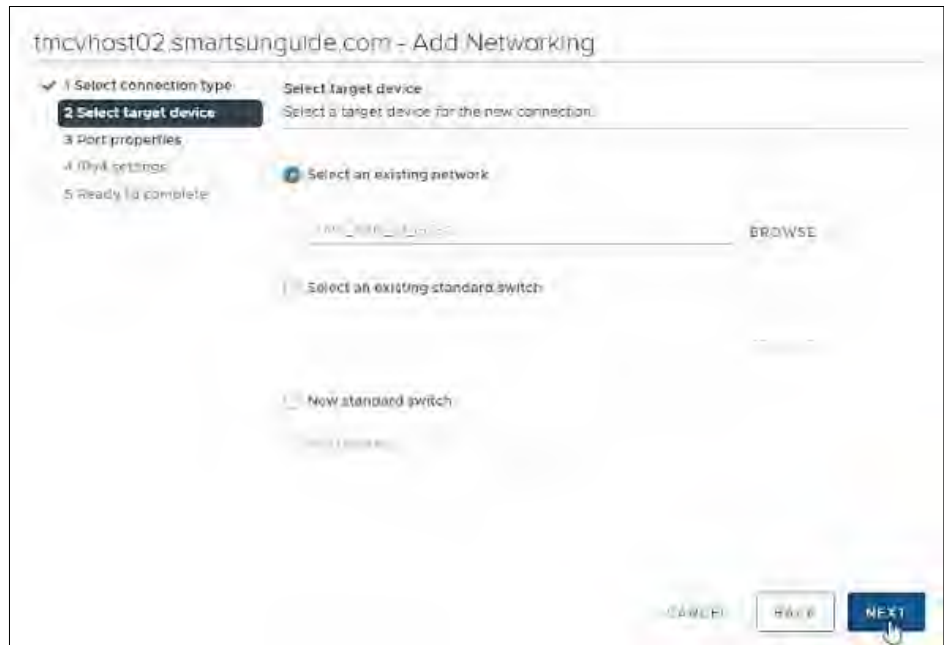 tmcvhost02.smartsunguide.com - Add Networking
1 Select connection type
2 Select target device
3 Port properties
4 IPv4 settings
5 Ready to complete
Select target device
Select a target device for the new connection.
Select an existing network
BROWSE
Select an existing standard switch
New standard switch
CANCEL
BACK
NEXT